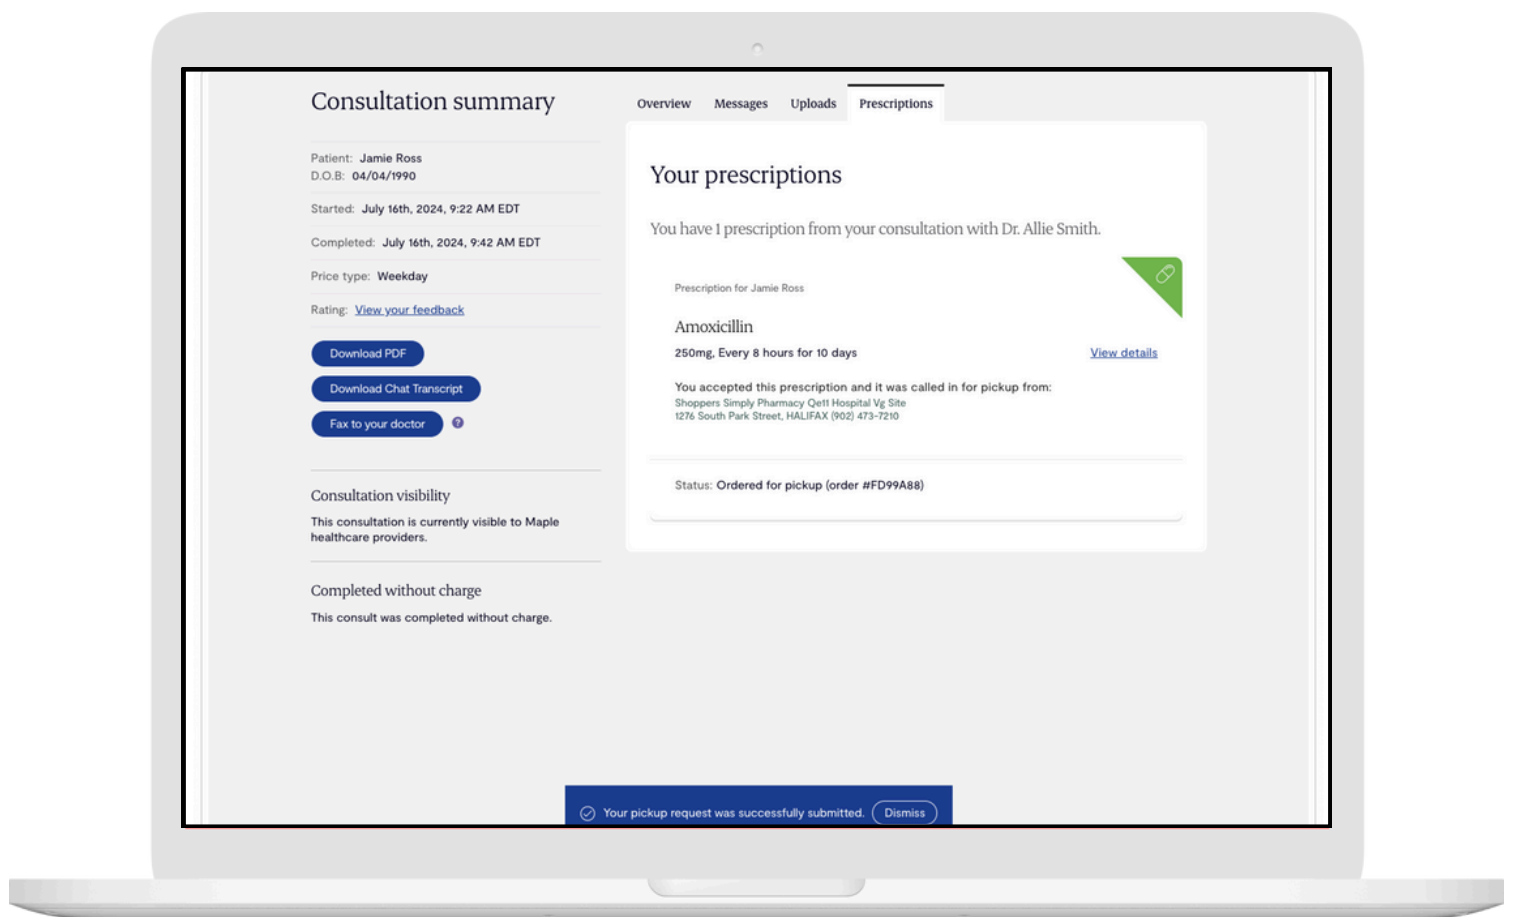 Consultation summary
Patient: Jamie Ross
D.O.B: 04/04/1990
Started: July 16th, 2024, 9:22 AM EDT
Completed: July 16th, 2024, 9:42 AM EDT
Price type: Weekday
Rating: View your feedback
Download PDF
Download Chat Transcript
Fax to your doctor ?
Consultation visibility
This consultation is currently visible to Maple
healthcare providers.
Completed without charge
This consult was completed without charge.
Overview Messages Uploads Prescriptions
Your prescriptions
You have 1 prescription from your consultation with Dr. Allie Smith.
Prescription for Jamie Ross
Amoxicillin
250mg, Every 8 hours for 10 days View details
You accepted this prescription and it was called in for pickup from:
Shoppers Simply Pharmacy Qe11 Hospital Vg Site
1276 South Park Street, HALIFAX (902) 473-7210
Status: Ordered for pickup (order #FD99A88)
Your pickup request was successfully submitted. Dismiss